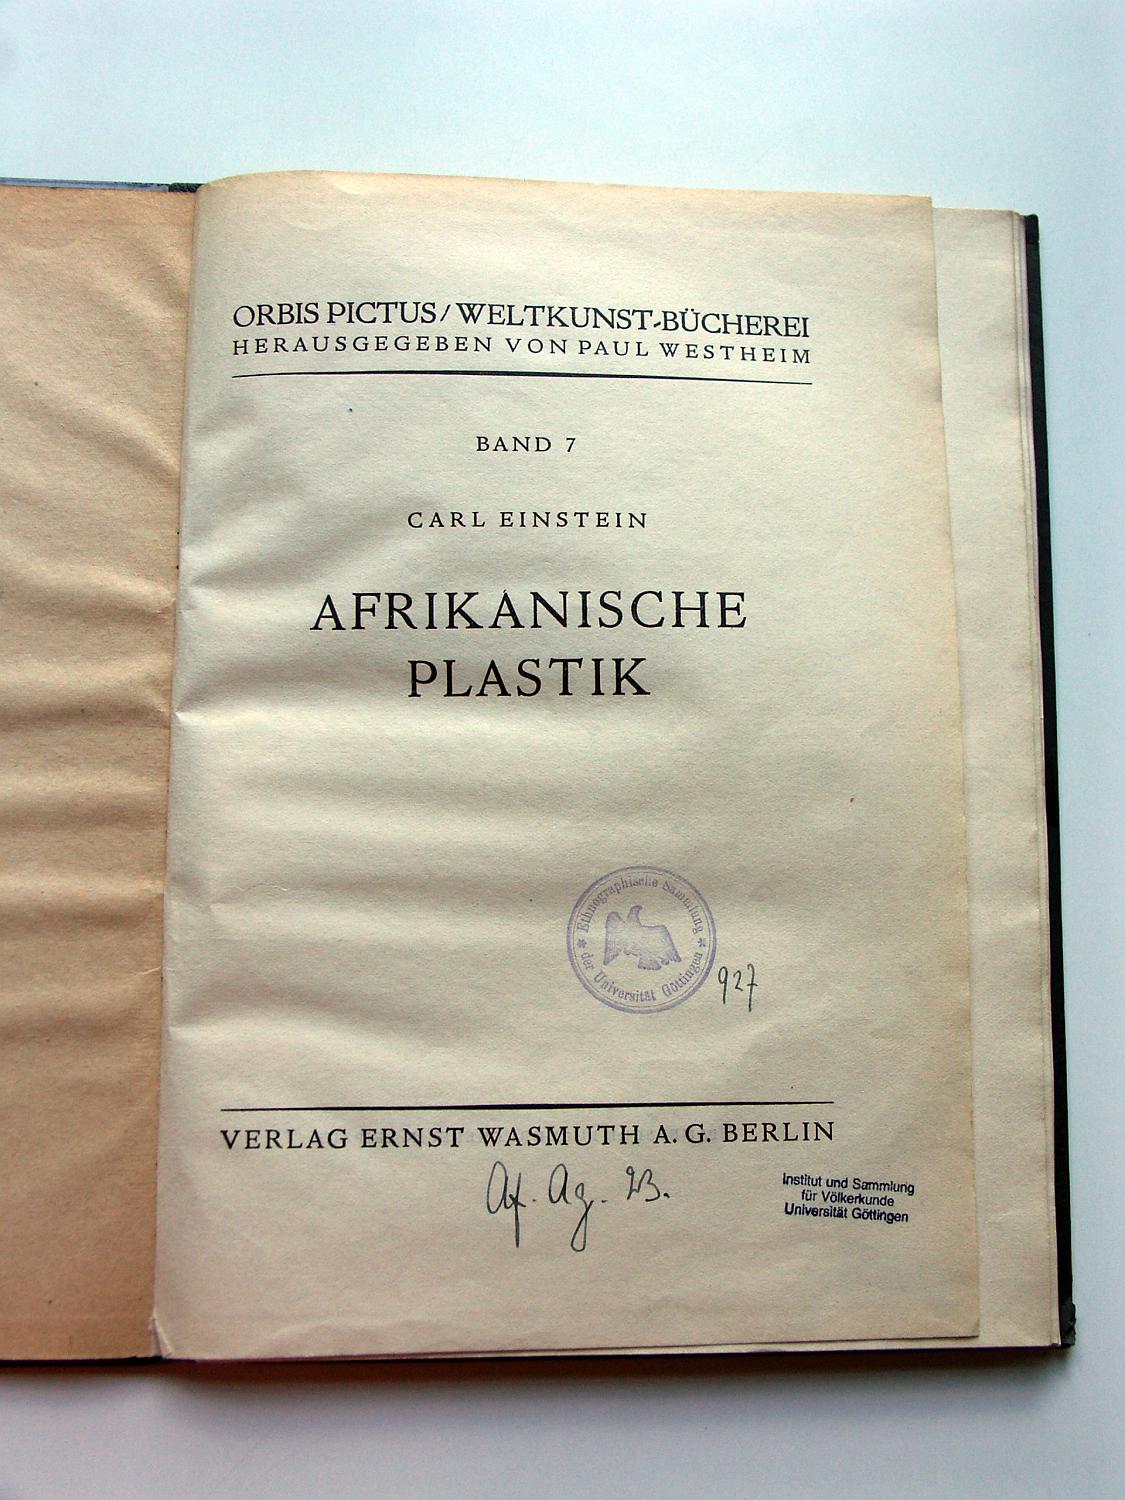 ORBIS PICTUS / WELTKUNST-BÜCHEREI
HERAUSGEGEBEN VON PAUL WESTHEIM
BAND 7
CARL EINSTEIN
AFRIKANISCHE
PLASTIK
Ethnographische Sammlung
der Universität Göttingen
927
VERLAG ERNST WASMUTH A. G. BERLIN
Af. Ag. 23.
Institut und Sammlung
für Völkerkunde
Universität Göttingen